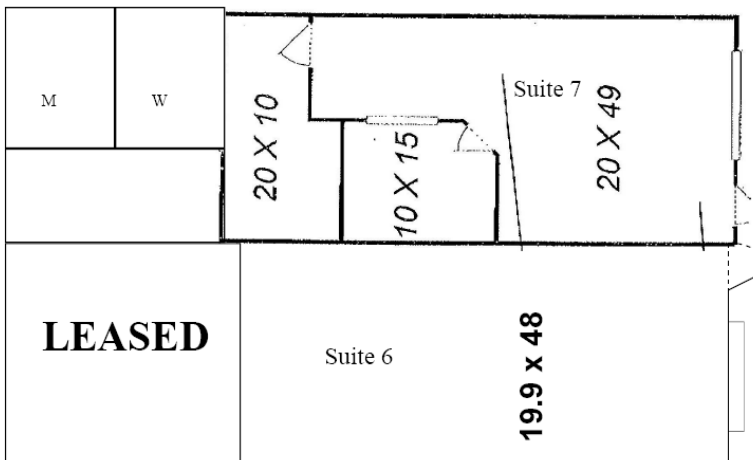 M
W
20 X 10
10 X 15
Suite 7
20 X 49
LEASED
Suite 6
19.9 x 48